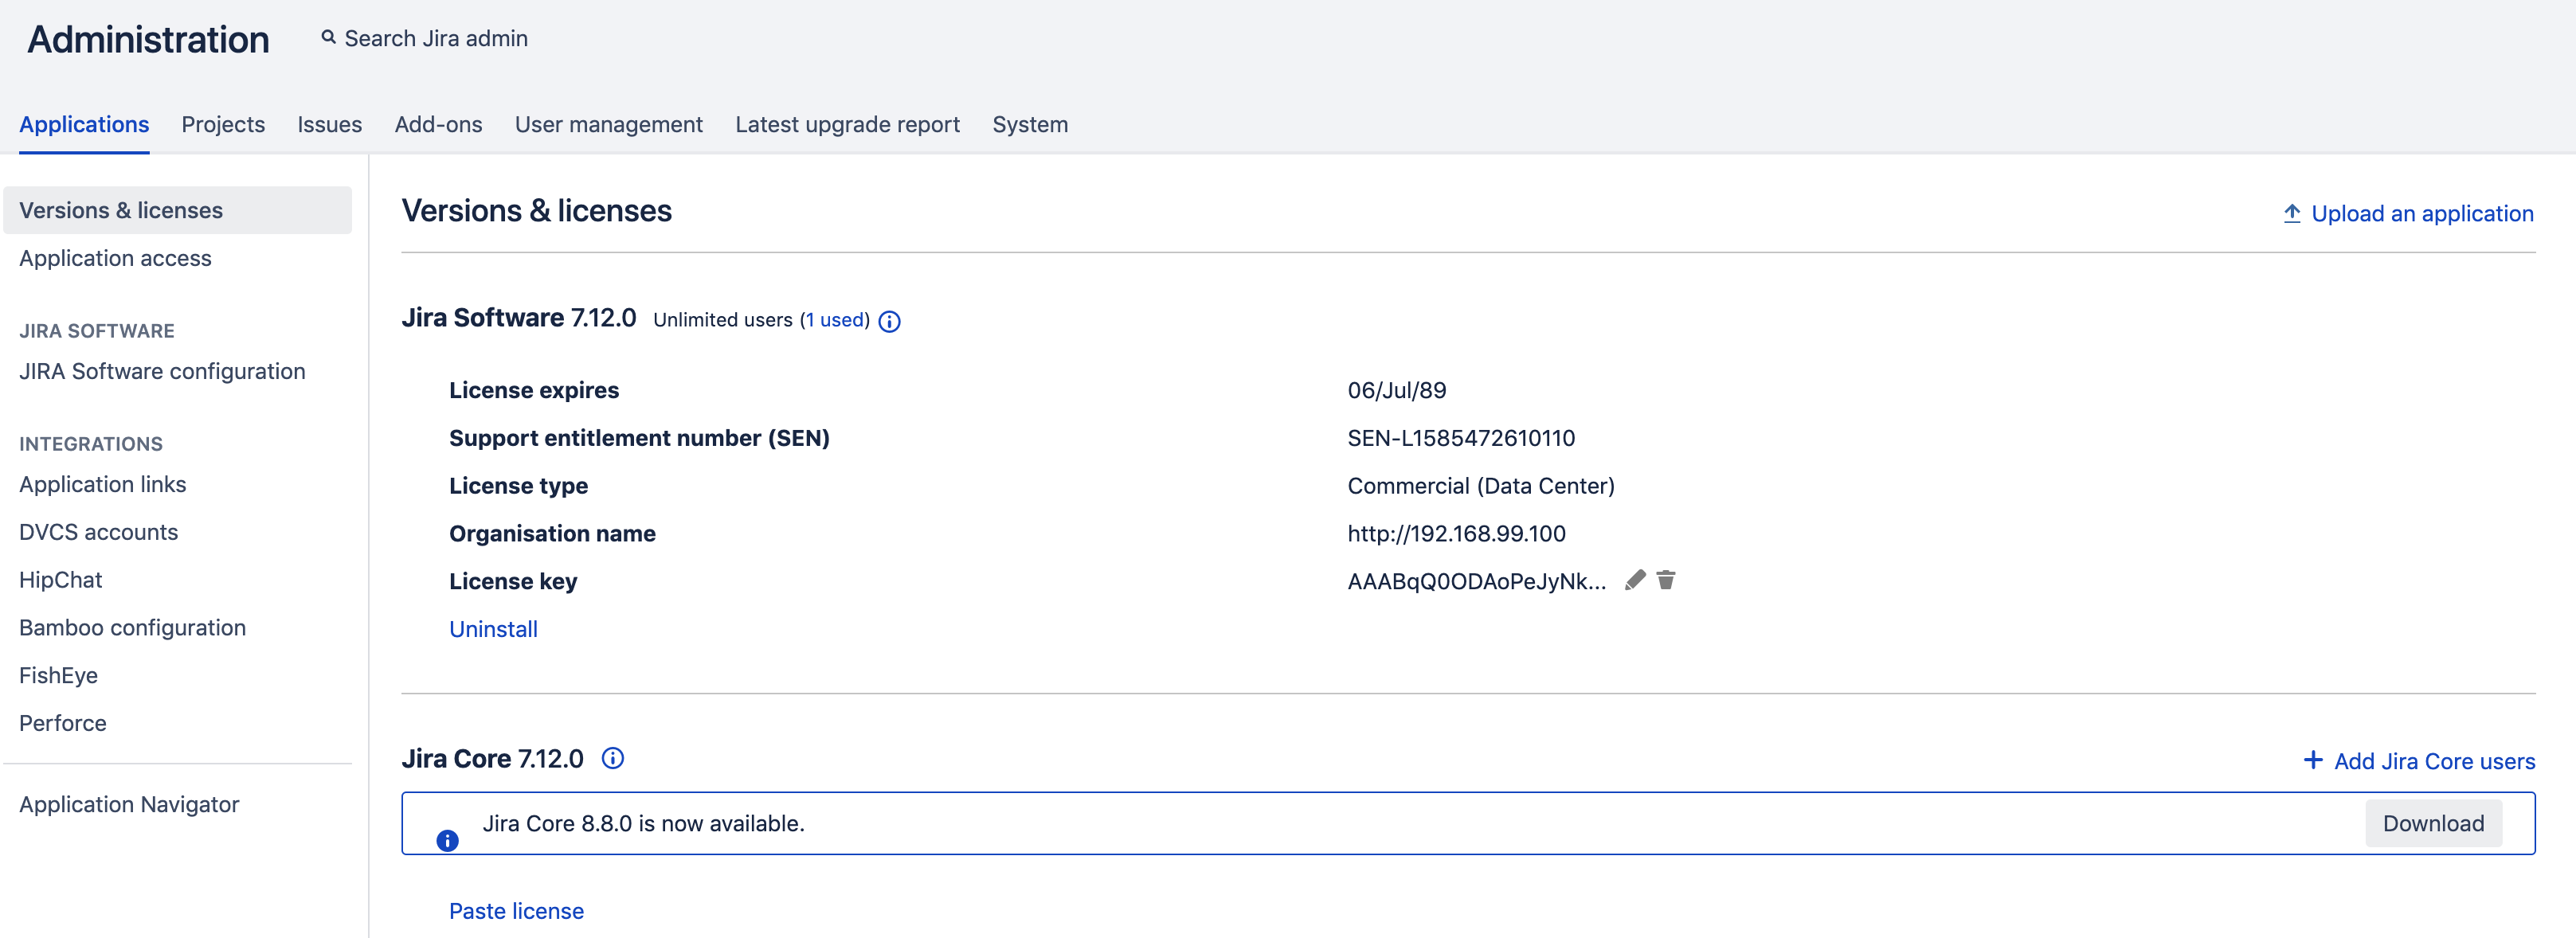 Administration
Search Jira admin
Applications Projects Issues Add-ons User management Latest upgrade report System
Versions & licenses
Application access
JIRA SOFTWARE
JIRA Software configuration
INTEGRATIONS
Application links
DVCS accounts
HipChat
Bamboo configuration
FishEye
Perforce
Application Navigator
Versions & licenses
Upload an application
Jira Software 7.12.0 Unlimited users (1 used)
License expires 06/Jul/89
Support entitlement number (SEN) SEN-L1585472610110
License type Commercial (Data Center)
Organisation name http://192.168.99.100
License key AAABqQ0ODAoPeJyNk...
Uninstall
Jira Core 7.12.0
Add Jira Core users
Jira Core 8.8.0 is now available.
Download
Paste license